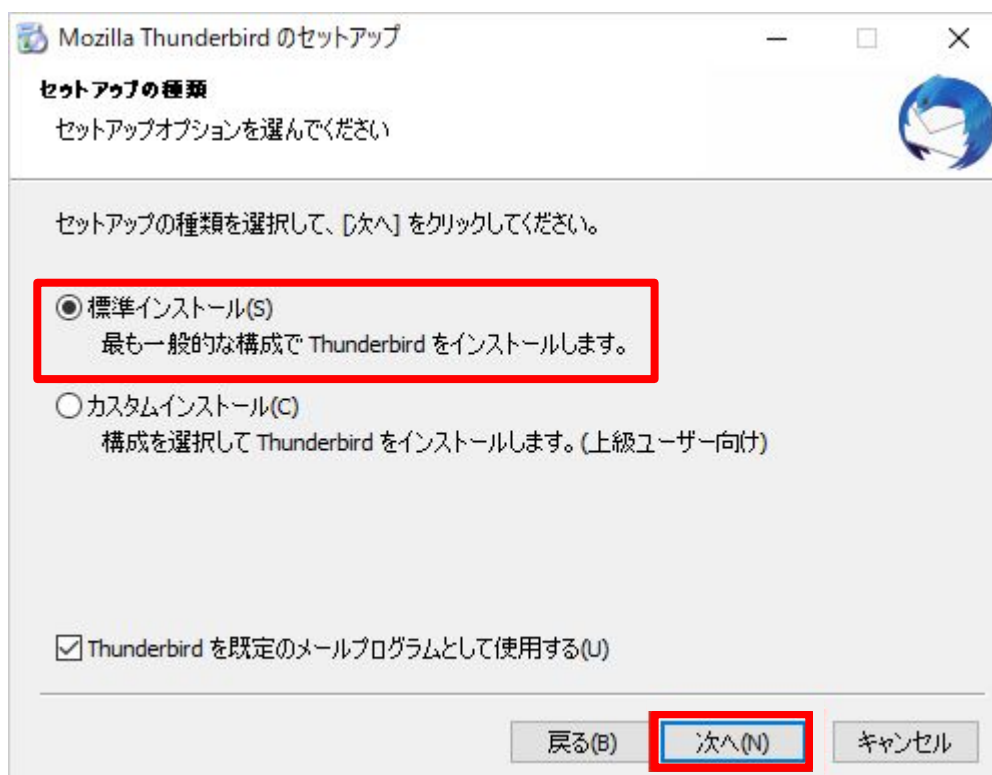 Mozilla Thunderbird のセットアップ
セットアップの種類
セットアップオプションを選んでください
セットアップの種類を選択して、[次へ] をクリックしてください。
標準インストール(S)
最も一般的な構成で Thunderbird をインストールします。
カスタムインストール(C)
構成を選択して Thunderbird をインストールします。(上級ユーザー向け)
Thunderbird を既定のメールプログラムとして使用する(U)
戻る(B) 次へ(N) キャンセル